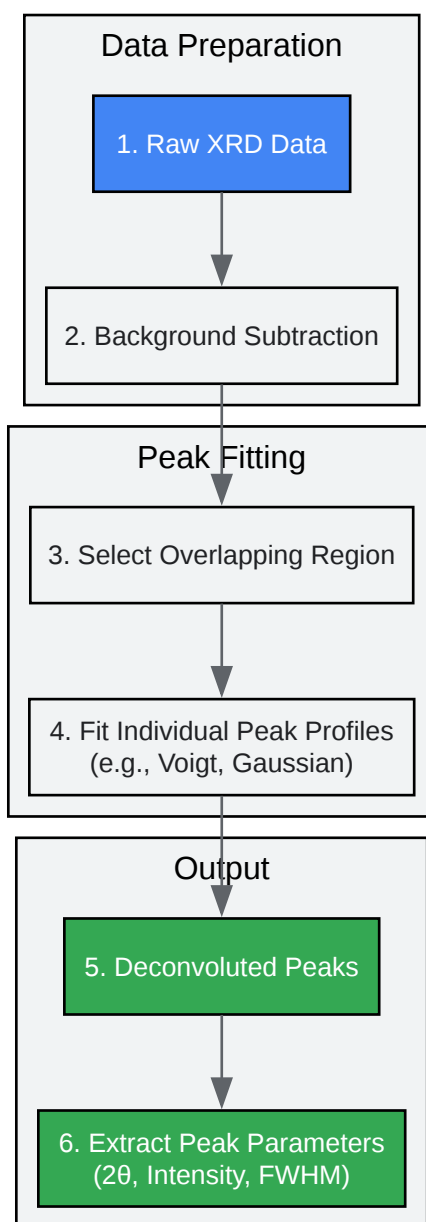 Data Preparation
1. Raw XRD Data
2. Background Subtraction
Peak Fitting
3. Select Overlapping Region
4. Fit Individual Peak Profiles
(e.g., Voigt, Gaussian)
Output
5. Deconvoluted Peaks
6. Extract Peak Parameters
(2θ, Intensity, FWHM)